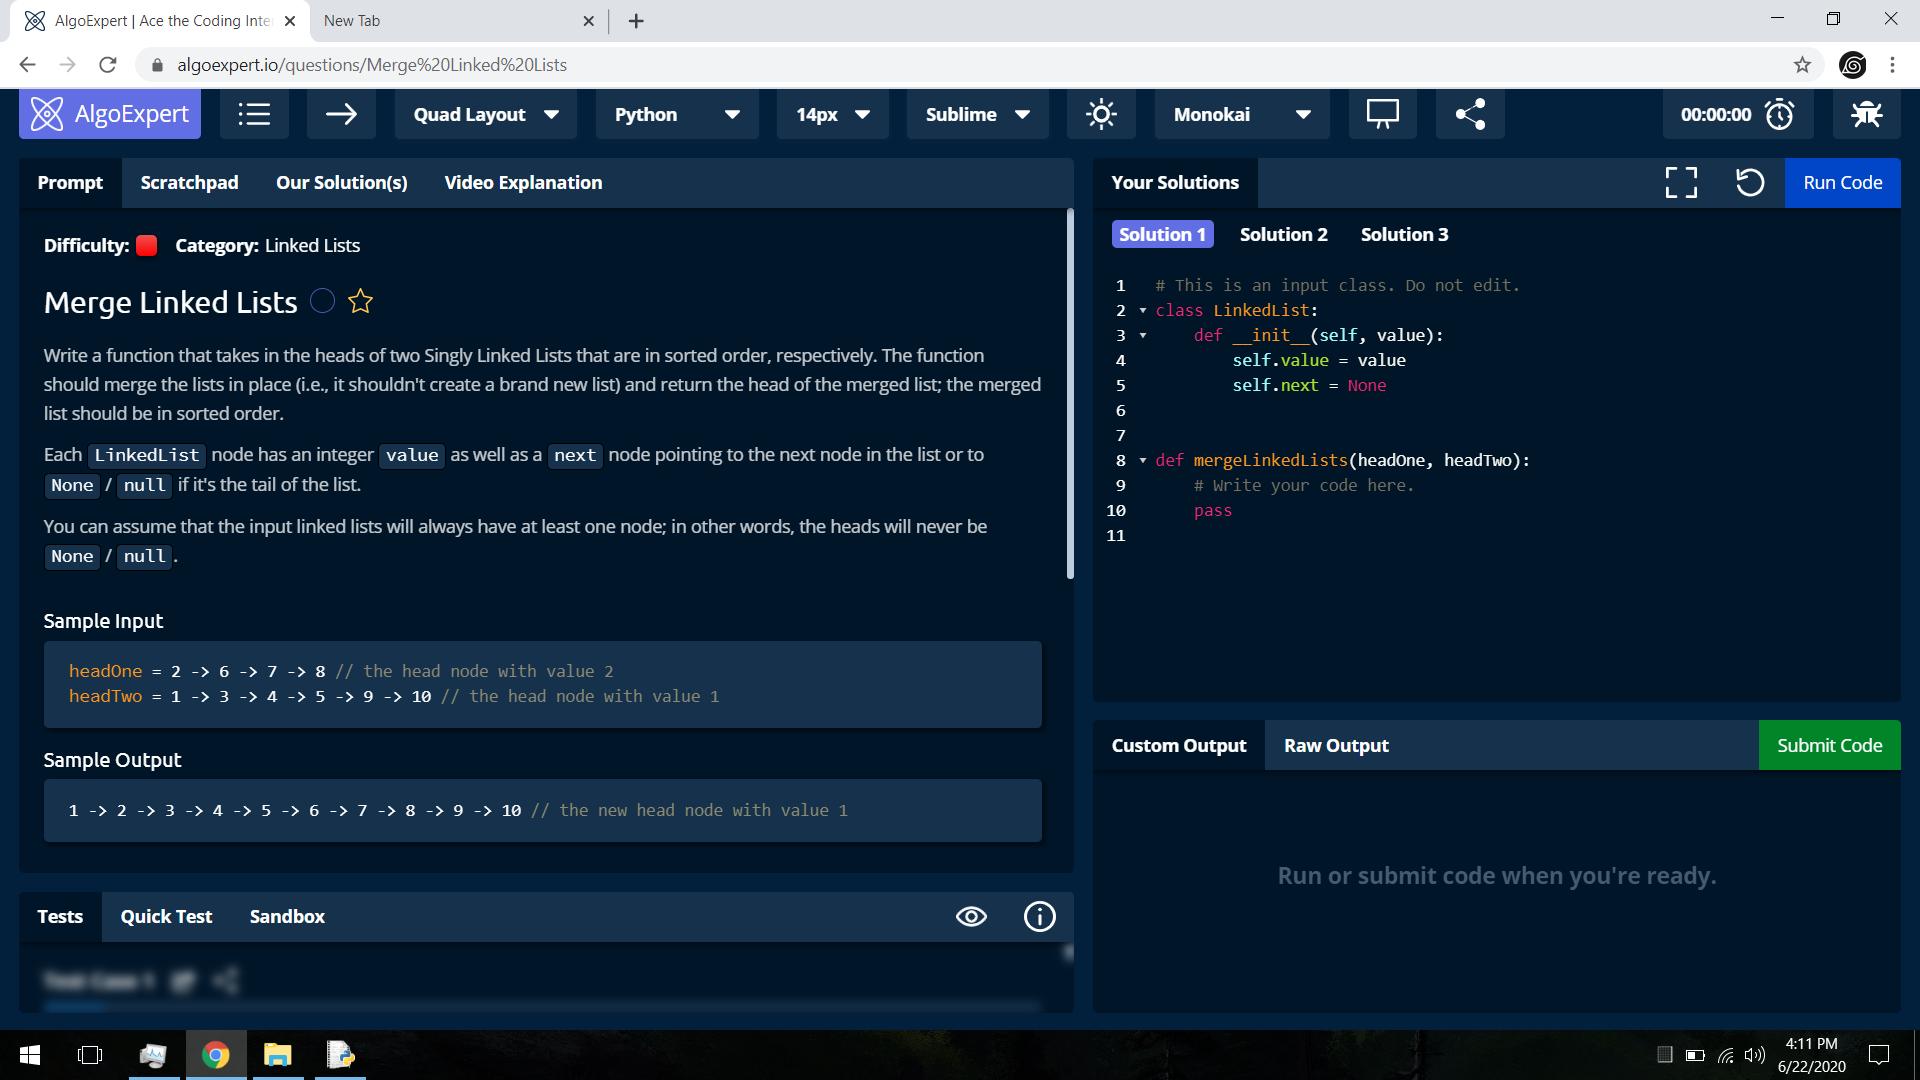 AlgoExpert | Ace the Coding Inte
New Tab
algoexpert.io/questions/Merge%20Linked%20Lists
AlgoExpert
Quad Layout
Python
14px
Sublime
Monokai
00:00:00
Prompt
Scratchpad
Our Solution(s)
Video Explanation
Difficulty: Category: Linked Lists
Merge Linked Lists
Write a function that takes in the heads of two Singly Linked Lists that are in sorted order, respectively. The function
should merge the lists in place (i.e., it shouldn't create a brand new list) and return the head of the merged list; the merged
list should be in sorted order.
Each LinkedList node has an integer value as well as a next node pointing to the next node in the list or to
None / null if it's the tail of the list.
You can assume that the input linked lists will always have at least one node; in other words, the heads will never be
None / null .
Sample Input
headOne = 2 -> 6 -> 7 -> 8 // the head node with value 2
headTwo = 1 -> 3 -> 4 -> 5 -> 9 -> 10 // the head node with value 1
Sample Output
1 -> 2 -> 3 -> 4 -> 5 -> 6 -> 7 -> 8 -> 9 -> 10 // the new head node with value 1
Tests
Quick Test
Sandbox
Test Case 1
Your Solutions
Run Code
Solution 1
Solution 2
Solution 3
1 # This is an input class. Do not edit.
2 class LinkedList:
3 def __init__(self, value):
4 self.value = value
5 self.next = None
6
7
8 def mergeLinkedLists(headOne, headTwo):
9 # Write your code here.
10 pass
11
Custom Output
Raw Output
Submit Code
Run or submit code when you're ready.
4:11 PM
6/22/2020